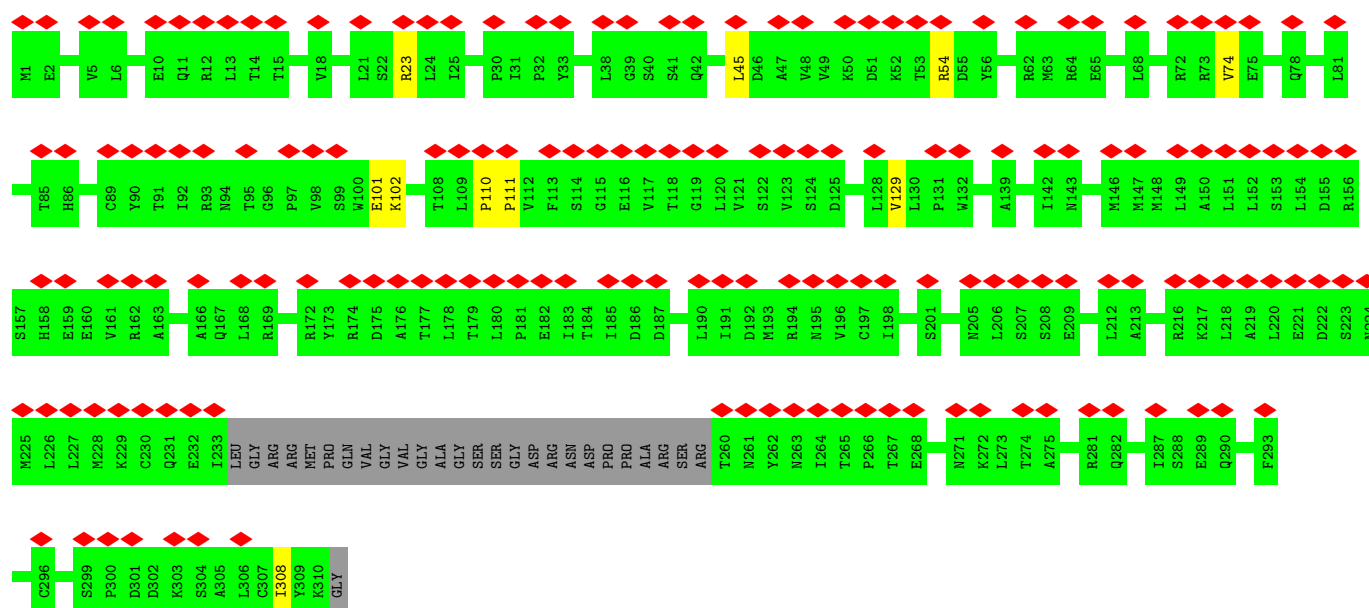 M1 E2 V5 L6 E10 Q11 R12 L13 T14 T15 V18 L21 S22 R23 L24 I25 P30 I31 P32 Y33 L38 G39 S40 S41 Q42 L45 D46 A47 V48 V49 K50 D51 K52 T53 R54 D55 Y56 R62 M63 R64 E65 L68 R72 R73 V74 E75 Q78 L81
T85 H86 C89 Y90 T91 I92 R93 N94 T95 G96 P97 V98 S99 W100 E101 K102 T108 L109 P110 P111 V112 F113 S114 G115 E116 V117 T118 G119 L120 V121 S122 V123 S124 D125 L128 V129 L130 P131 W132 A139 I142 N143 M146 M147 M148 L149 A150 L151 L152 S153 L154 D155 R156
S157 H158 E159 E160 V161 R162 A163 A166 Q167 L168 R169 R172 Y173 R174 D175 A176 T177 L178 T179 L180 P181 E182 I183 T184 I185 D186 D187 L190 I191 D192 M193 R194 N195 V196 C197 I198 S201 N205 L206 S207 S208 E209 L212 A213 R216 K217 L218 A219 L220 E221 D222 S223
M225 L226 L227 M228 K229 C230 Q231 E232 I233 LEU GLY ARG ARG MET PRO GLN VAL GLY VAL GLY ALA GLY SER SER GLY ASP ARG ASN ASP PRO PRO ALA ARG SER ARG T260 N261 Y262 N263 I264 T265 P266 T267 E268 N271 K272 L273 T274 A275 R281 Q282 I287 S288 E289 Q290 F293
C296 S299 P300 D301 D302 K303 S304 A305 L306 C307 I308 Y309 K310 GLY